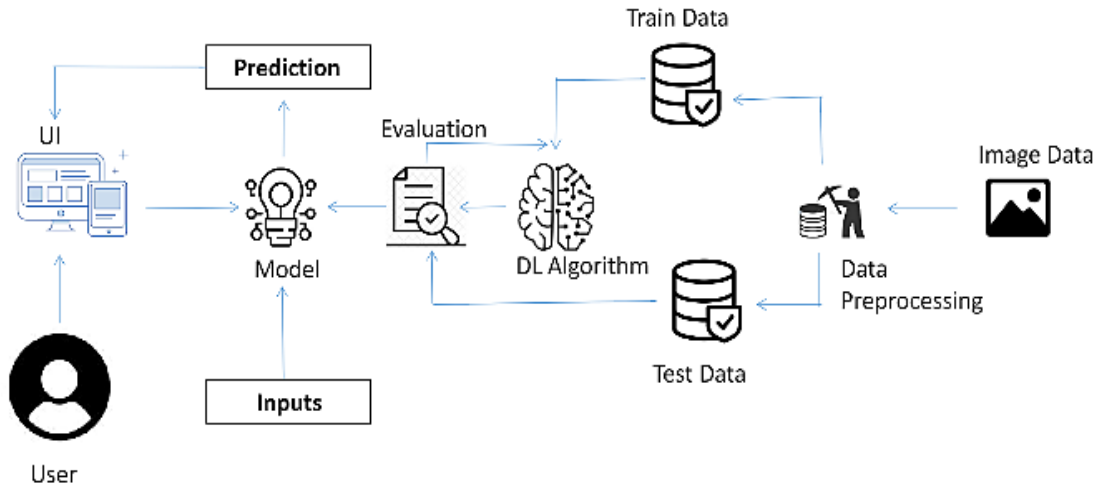 Train Data
Prediction
Evaluation
UI
Image Data
Model
DL Algorithm
Data
Preprocessing
Test Data
Inputs
User